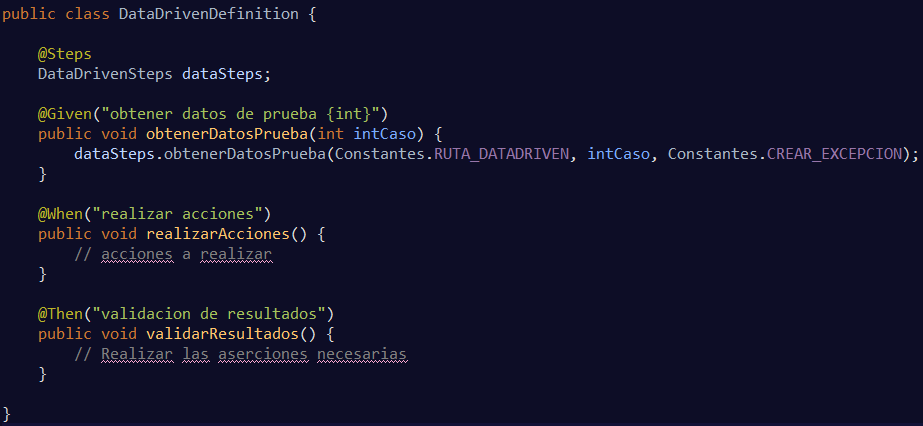 public class DataDrivenDefinition {
@Steps
DataDrivenSteps dataSteps;
@Given("obtener datos de prueba {int}")
public void obtenerDatosPrueba(int intCaso) {
dataSteps.obtenerDatosPrueba(Constantes.RUTA_DATADRIVEN, intCaso, Constantes.CREAR_EXCEPCION);
}
@When("realizar acciones")
public void realizarAcciones() {
// acciones a realizar
}
@Then("validacion de resultados")
public void validarResultados() {
// Realizar las aserciones necesarias
}
}